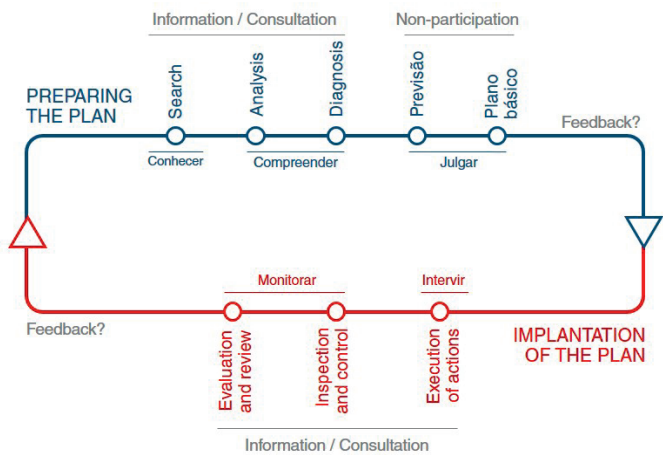 Information / Consultation
Non-participation
PREPARING
THE PLAN
Search
Analysis
Diagnosis
Previsão
Plano
básico
Feedback?
Conhecer
Compreender
Julgar
Monitorar
Intervir
Feedback?
Evaluation
and review
Inspection
and control
Execution
of actions
IMPLANTATION
OF THE PLAN
Information / Consultation